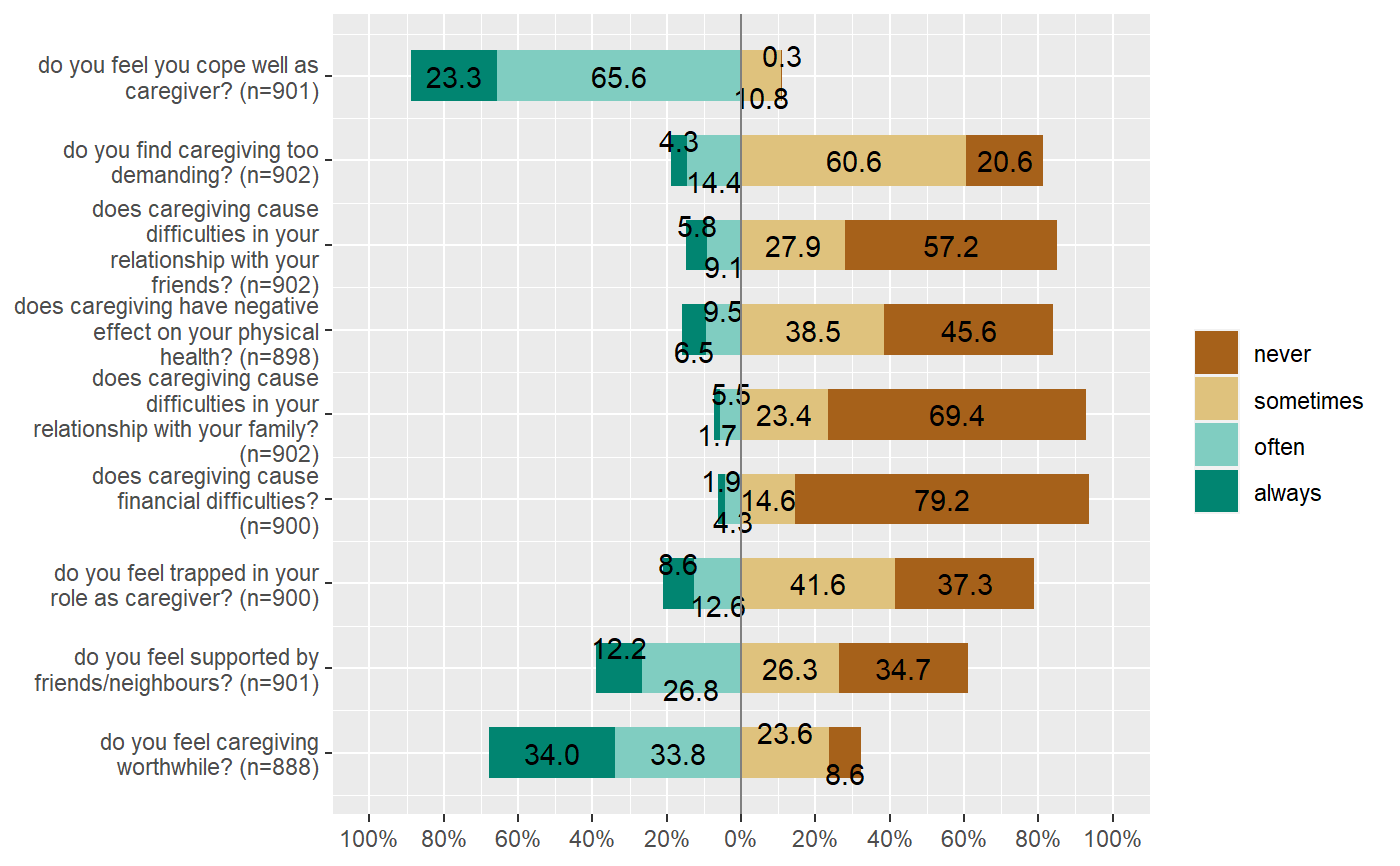 do you feel you cope well as
caregiver? (n=901)
23.3
65.6
0.3
10.8
do you find caregiving too
demanding? (n=902)
4.3
14.4
60.6
20.6
does caregiving cause
difficulties in your
relationship with your
friends? (n=902)
5.8
9.1
27.9
57.2
does caregiving have negative
effect on your physical
health? (n=898)
9.5
6.5
38.5
45.6
does caregiving cause
difficulties in your
relationship with your family?
(n=902)
5.5
1.7
23.4
69.4
does caregiving cause
financial difficulties?
(n=900)
1.9
4.3
14.6
79.2
do you feel trapped in your
role as caregiver? (n=900)
8.6
12.6
41.6
37.3
do you feel supported by
friends/neighbours? (n=901)
12.2
26.8
26.3
34.7
do you feel caregiving
worthwhile? (n=888)
34.0
33.8
23.6
8.6
100% 80% 60% 40% 20% 0% 20% 40% 60% 80% 100%
never
sometimes
often
always